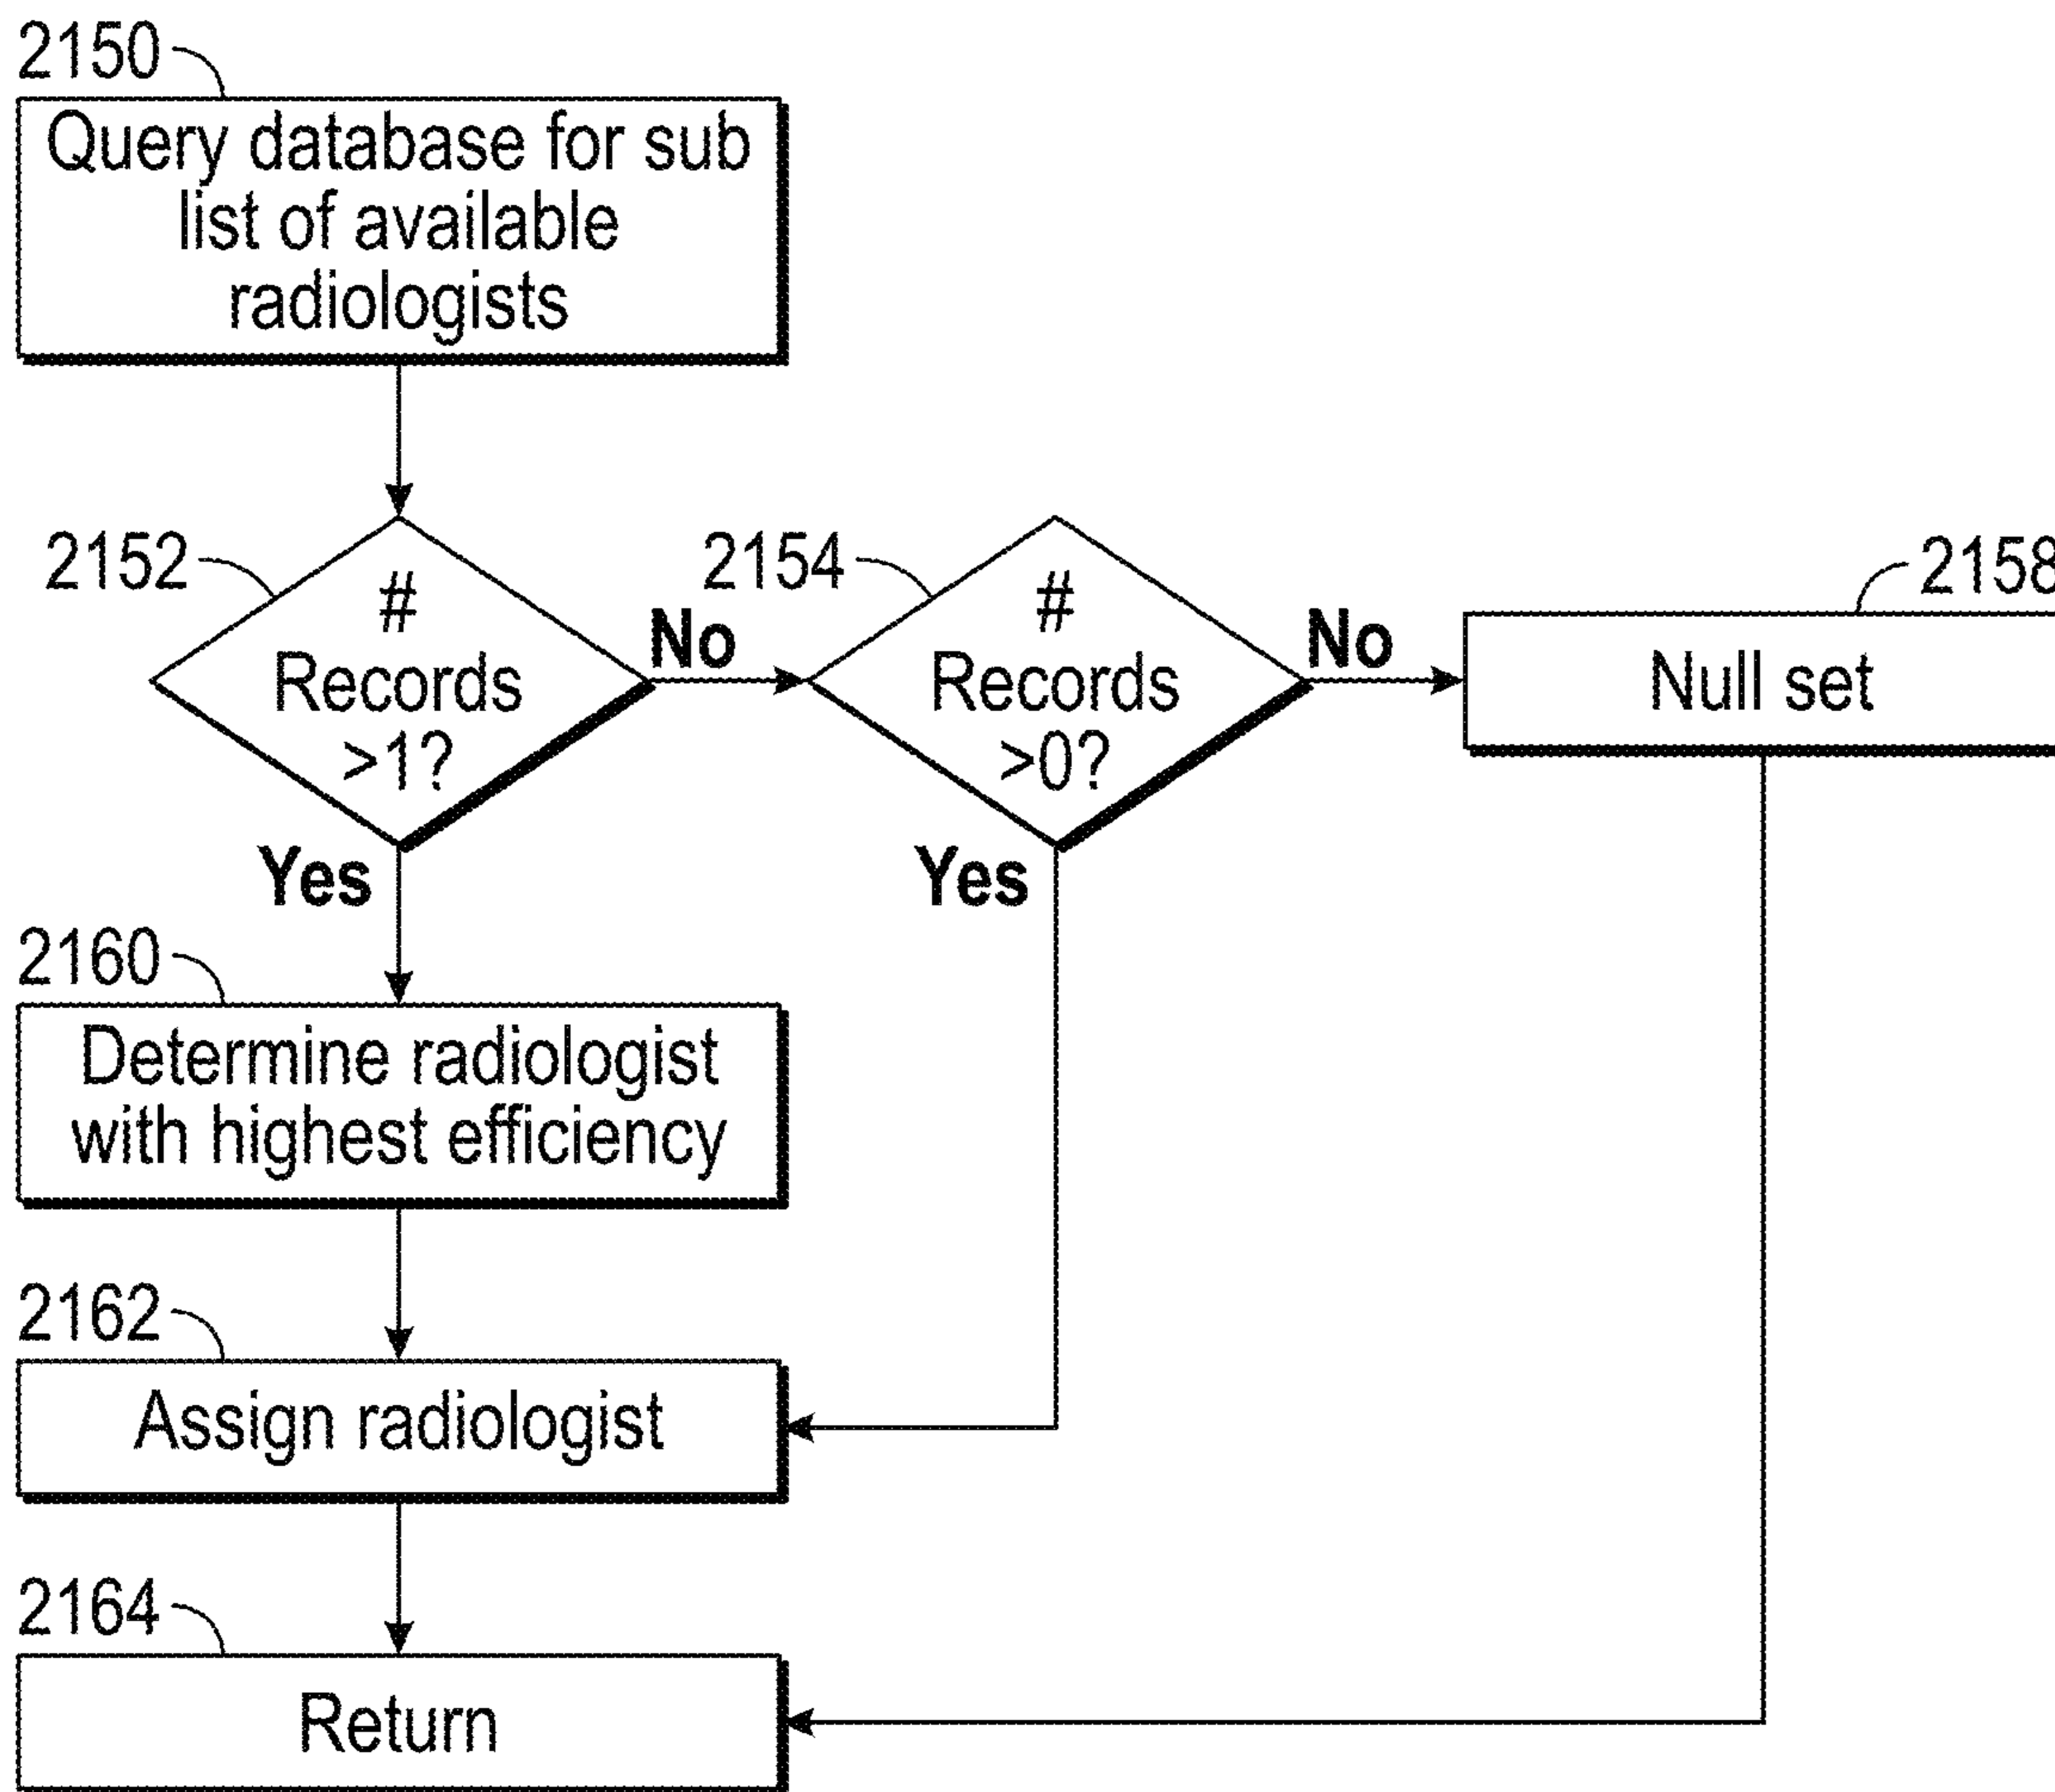 2150
Query database for sub
list of available
radiologists
2152
#
Records
>1?
No
2154
#
Records
>0?
No
2158
Null set
Yes
Yes
2160
Determine radiologist
with highest efficiency
2162
Assign radiologist
2164
Return